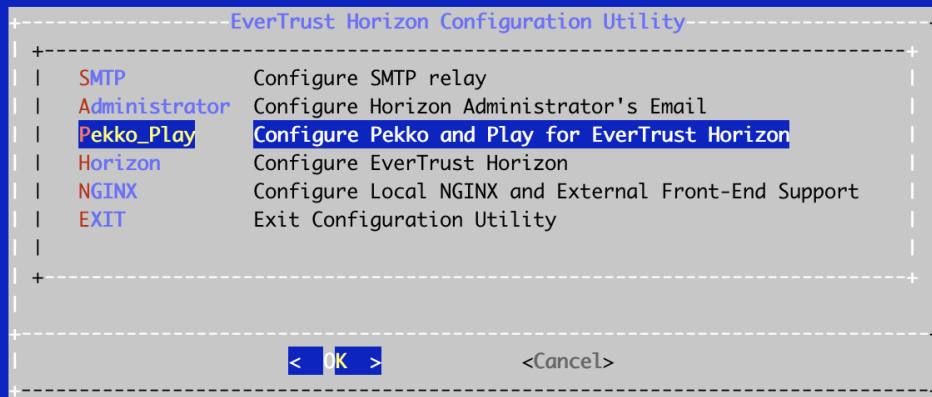 EverTrust Horizon Configuration Utility
SMTP Configure SMTP relay
Administrator Configure Horizon Administrator's Email
Pekko_Play Configure Pekko and Play for EverTrust Horizon
Horizon Configure EverTrust Horizon
NGINX Configure Local NGINX and External Front-End Support
EXIT Exit Configuration Utility
< OK > <Cancel>